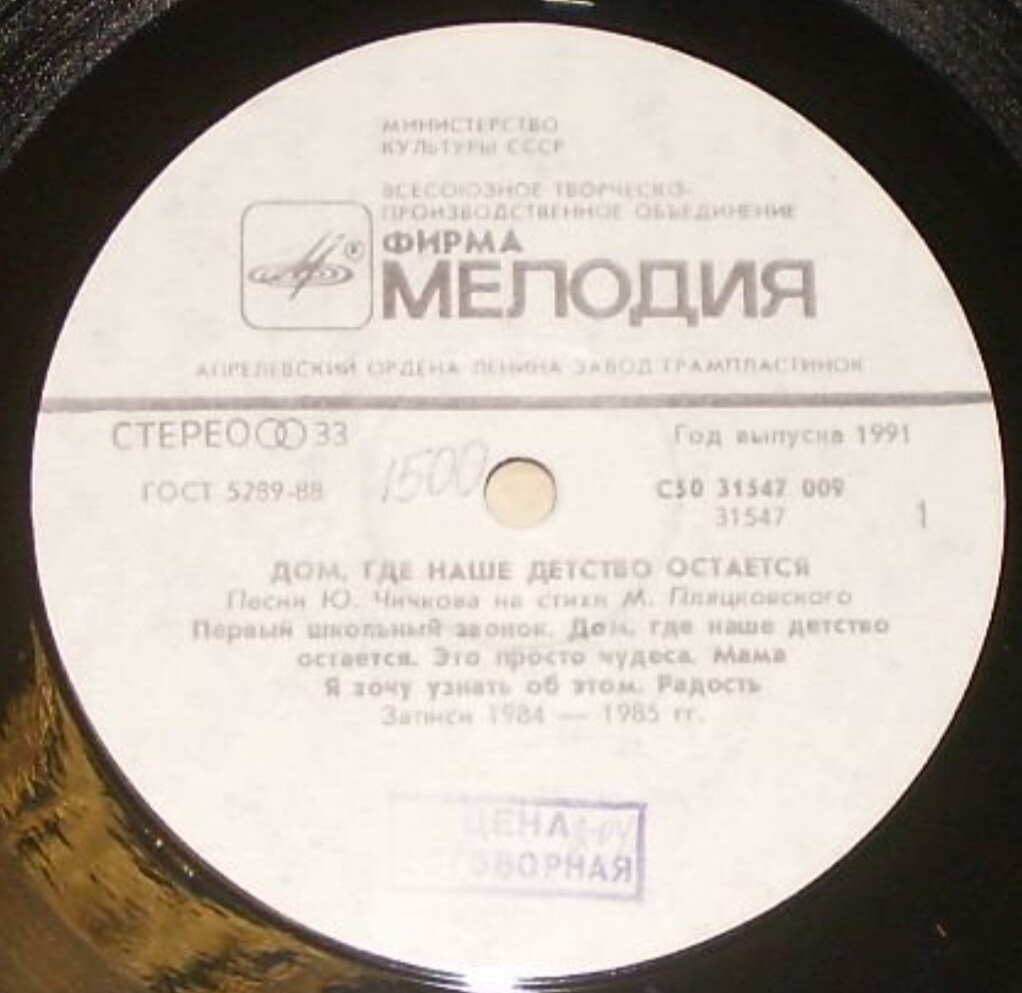 МИНИСТЕРСТВО
КУЛЬТУРЫ СССР
ВСЕСОЮЗНОЕ ТВОРЧЕСКО-
ПРОИЗВОДСТВЕННОЕ ОБЪЕДИНЕНИЕ
ФИРМА
МЕЛОДИЯ
АПРЕЛЕВСКИЙ ОРДЕНА ЛЕНИНА ЗАВОД ГРАМПЛАСТИНОК
СТЕРЕО 33 Год выпуска 1991
ГОСТ 5289-88 1500 С50 31547 009
31547 1
ДОМ, ГДЕ НАШЕ ДЕТСТВО ОСТАЕТСЯ
Песни Ю. Чичкова на стихи М. Пляцковского
Первый школьный звонок. Дом, где наше детство
остается. Это просто чудеса. Мама
Я хочу узнать об этом. Радость
Записи 1984 — 1985 гг.
ЦЕНА